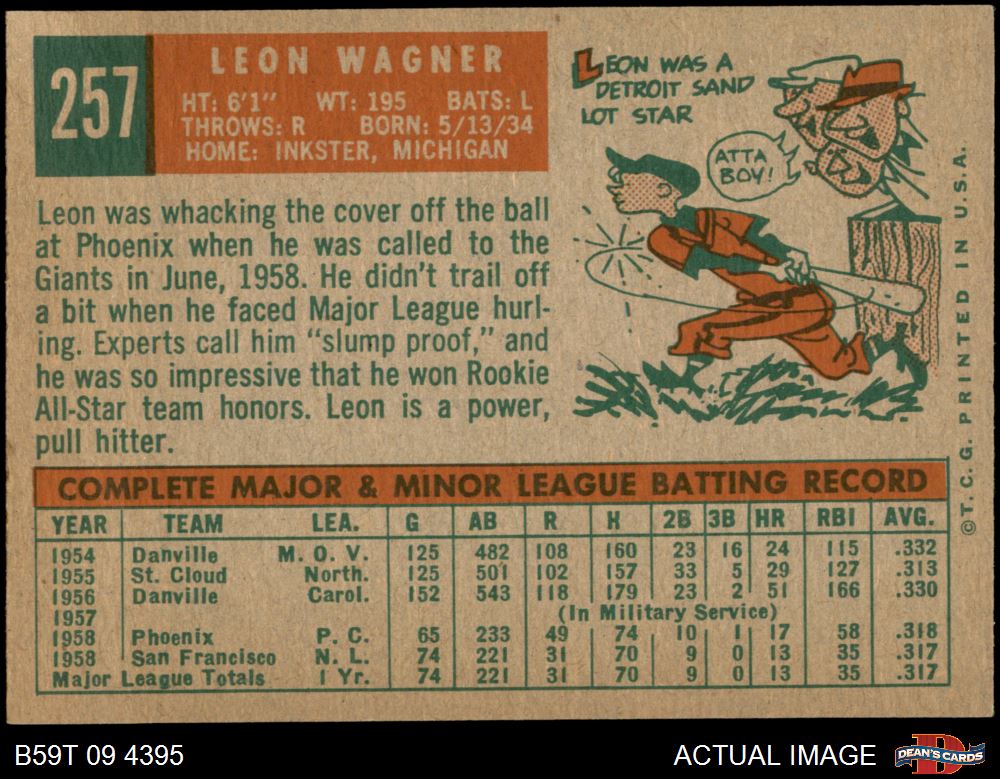 257
LEON WAGNER
HT: 6'1" WT: 195 BATS: L
THROWS: R BORN: 5/13/34
HOME: INKSTER, MICHIGAN
LEON WAS A
DETROIT SAND
LOT STAR
ATTA
BOY!
Leon was whacking the cover off the ball
at Phoenix when he was called to the
Giants in June, 1958. He didn't trail off
a bit when he faced Major League hurl-
ing. Experts call him "slump proof," and
he was so impressive that he won Rookie
All-Star team honors. Leon is a power,
pull hitter.
COMPLETE MAJOR & MINOR LEAGUE BATTING RECORD
YEAR TEAM LEA. G AB R H 2B 3B HR RBI AVG.
1954 Danville M. O. V. 125 482 108 160 23 16 24 115 .332
1955 St. Cloud North. 125 501 102 157 33 5 29 127 .313
1956 Danville Carol. 152 543 118 179 23 2 51 166 .330
1957 (In Military Service)
1958 Phoenix P. C. 65 233 49 74 10 1 17 58 .318
1958 San Francisco N. L. 74 221 31 70 9 0 13 35 .317
Major League Totals 1 Yr. 74 221 31 70 9 0 13 35 .317
©T. C. G. PRINTED IN U.S.A.
B59T 09 4395
ACTUAL IMAGE
D
DEAN'S CARDS